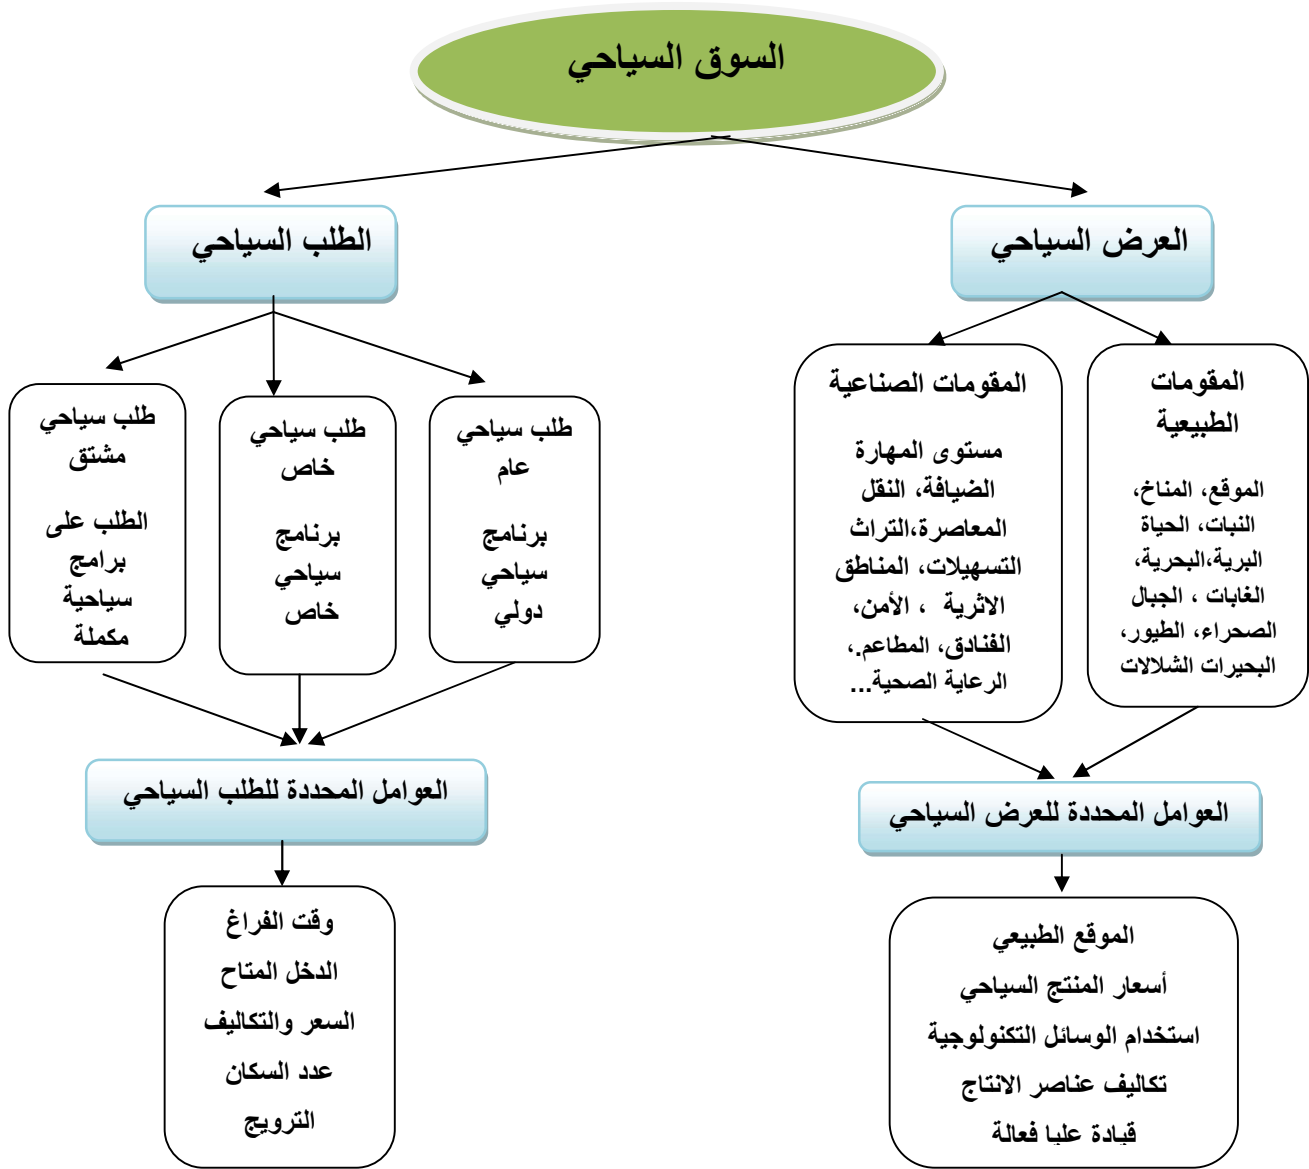 السوق السياحي
العرض السياحي
الطلب السياحي
المقومات
الطبيعية
الموقع، المناخ،
النبات، الحياة
البرية،البحرية،
الغابات ، الجبال
الصحراء، الطيور،
البحيرات الشلالات
المقومات الصناعية
مستوى المهارة
الضيافة، النقل
المعاصرة،التراث
التسهيلات، المناطق
الاثرية ، الأمن،
الفنادق، المطاعم.،
الرعاية الصحية...
طلب سياحي
عام
برنامج
سياحي
دولي
طلب سياحي
خاص
برنامج
سياحي
خاص
طلب سياحي
مشتق
الطلب على
برامج
سياحية
مكملة
العوامل المحددة للعرض السياحي
العوامل المحددة للطلب السياحي
الموقع الطبيعي
أسعار المنتج السياحي
استخدام الوسائل التكنولوجية
تكاليف عناصر الانتاج
قيادة عليا فعالة
وقت الفراغ
الدخل المتاح
السعر والتكاليف
عدد السكان
الترويج